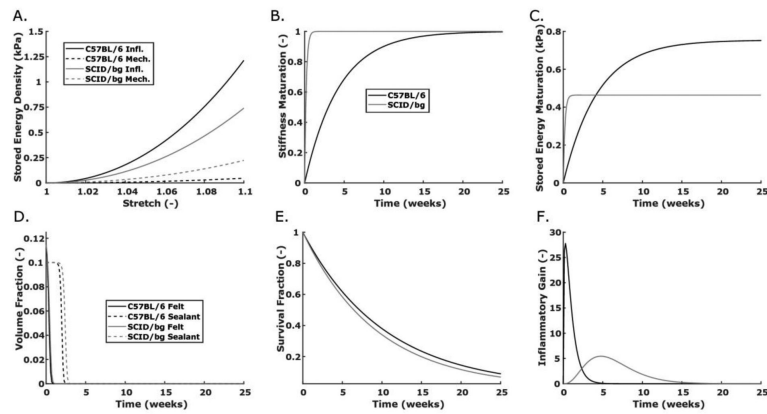 A.
Stored Energy Density (kPa)
1.5
1.25
1
0.75
0.5
0.25
0
C57BL/6 Infl.
C57BL/6 Mech.
SCID/bg Infl.
SCID/bg Mech.
1 1.02 1.04 1.06 1.08 1.1
Stretch (-)
B.
Stiffness Maturation (-)
1
0.8
0.6
0.4
0.2
0
C57BL/6
SCID/bg
0 5 10 15 20 25
Time (weeks)
C.
Stored Energy Maturation (kPa)
0.8
0.6
0.4
0.2
0
0 5 10 15 20 25
Time (weeks)
D.
Volume Fraction (-)
0.12
0.1
0.08
0.06
0.04
0.02
0
C57BL/6 Felt
C57BL/6 Sealant
SCID/bg Felt
SCID/bg Sealant
0 5 10 15 20 25
Time (weeks)
E.
Survival Fraction (-)
1
0.8
0.6
0.4
0.2
0 5 10 15 20 25
Time (weeks)
F.
Inflammatory Gain (-)
30
25
20
15
10
5
0
0 5 10 15 20 25
Time (weeks)